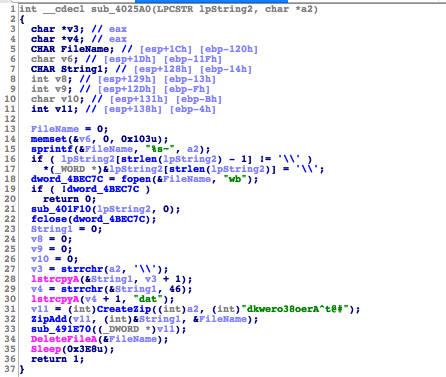 1 int __cdecl sub_4025A0(LPCSTR lpString2, char *a2)
2 {
3 char *v3; // eax
4 char *v4; // eax
5 CHAR FileName; // [esp+1Ch] [ebp-120h]
6 char v6; // [esp+1Dh] [ebp-11Fh]
7 CHAR String1; // [esp+128h] [ebp-14h]
8 int v8; // [esp+129h] [ebp-13h]
9 int v9; // [esp+12Dh] [ebp-Fh]
10 char v10; // [esp+131h] [ebp-Bh]
11 int v11; // [esp+138h] [ebp-4h]
12
13 FileName = 0;
14 memset(&v6, 0, 0x103u);
15 sprintf(&FileName, "%s~", a2);
16 if ( lpString2[strlen(lpString2) - 1] != '\\' )
17 *(_WORD *)&lpString2[strlen(lpString2)] = '\\';
18 dword_4BEC7C = fopen(&FileName, "wb");
19 if ( !dword_4BEC7C )
20 return 0;
21 sub_401F10(lpString2, 0);
22 fclose(dword_4BEC7C);
23 String1 = 0;
24 v8 = 0;
25 v9 = 0;
26 v10 = 0;
27 v3 = strrchr(a2, '\\');
28 lstrcpyA(&String1, v3 + 1);
29 v4 = strrchr(&String1, 46);
30 lstrcpyA(v4 + 1, "dat");
31 v11 = (int)CreateZip((int)a2, (int)"dkwero38oerA^t@#");
32 ZipAdd(v11, (int)&String1, &FileName);
33 sub_491E70((_DWORD *)v11);
34 DeleteFileA(&FileName);
35 Sleep(0x3E8u);
36 return 1;
37 }